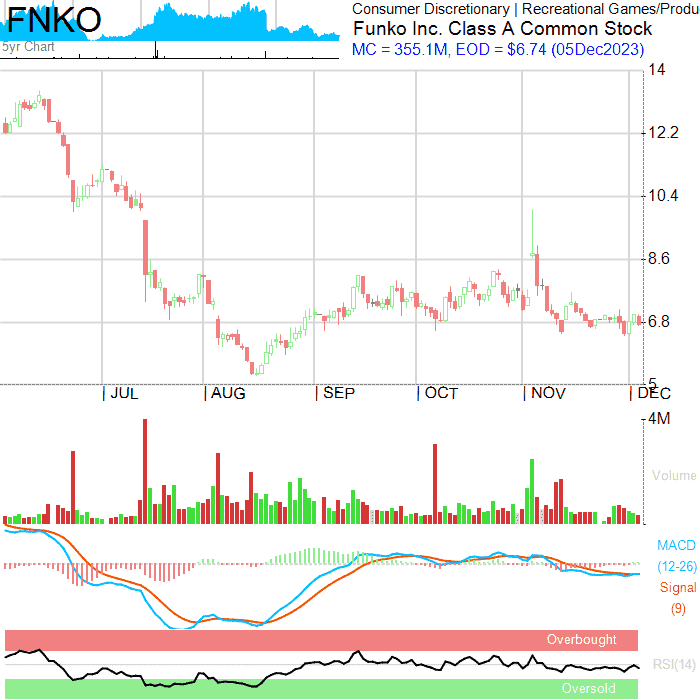 FNKO
5yr Chart
Consumer Discretionary | Recreational Games/Produ
Funko Inc. Class A Common Stock
MC = 355.1M, EOD = $6.74 (05Dec2023)
14
12.2
10.4
8.6
6.8
5
JUL AUG SEP OCT NOV DEC
4M
Volume
MACD
(12-26)
Signal
(9)
Overbought
RSI(14)
Oversold